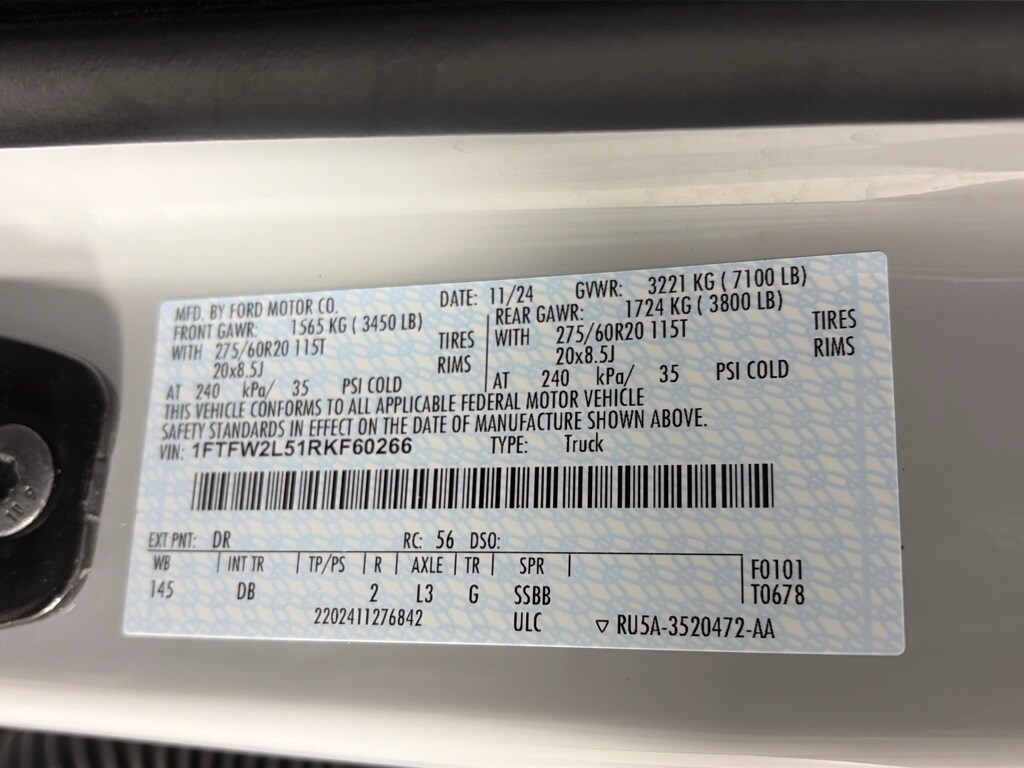 MFD. BY FORD MOTOR CO. DATE: 11/24 GVWR: 3221 KG ( 7100 LB)
FRONT GAWR: 1565 KG ( 3450 LB) REAR GAWR: 1724 KG ( 3800 LB)
WITH 275/60R20 115T TIRES WITH 275/60R20 115T TIRES
20x8.5J RIMS 20x8.5J RIMS
AT 240 kPa/ 35 PSI COLD AT 240 kPa/ 35 PSI COLD
THIS VEHICLE CONFORMS TO ALL APPLICABLE FEDERAL MOTOR VEHICLE
SAFETY STANDARDS IN EFFECT ON THE DATE OF MANUFACTURE SHOWN ABOVE.
VIN: 1FTFW2L51RKF60266 TYPE: Truck
EXT PNT: DR RC: 56 DSO:
WB INT TR TP/PS R AXLE TR SPR F0101
145 DB 2 L3 G SSBB T0678
2202411276842 ULC ▽ RU5A-3520472-AA
10